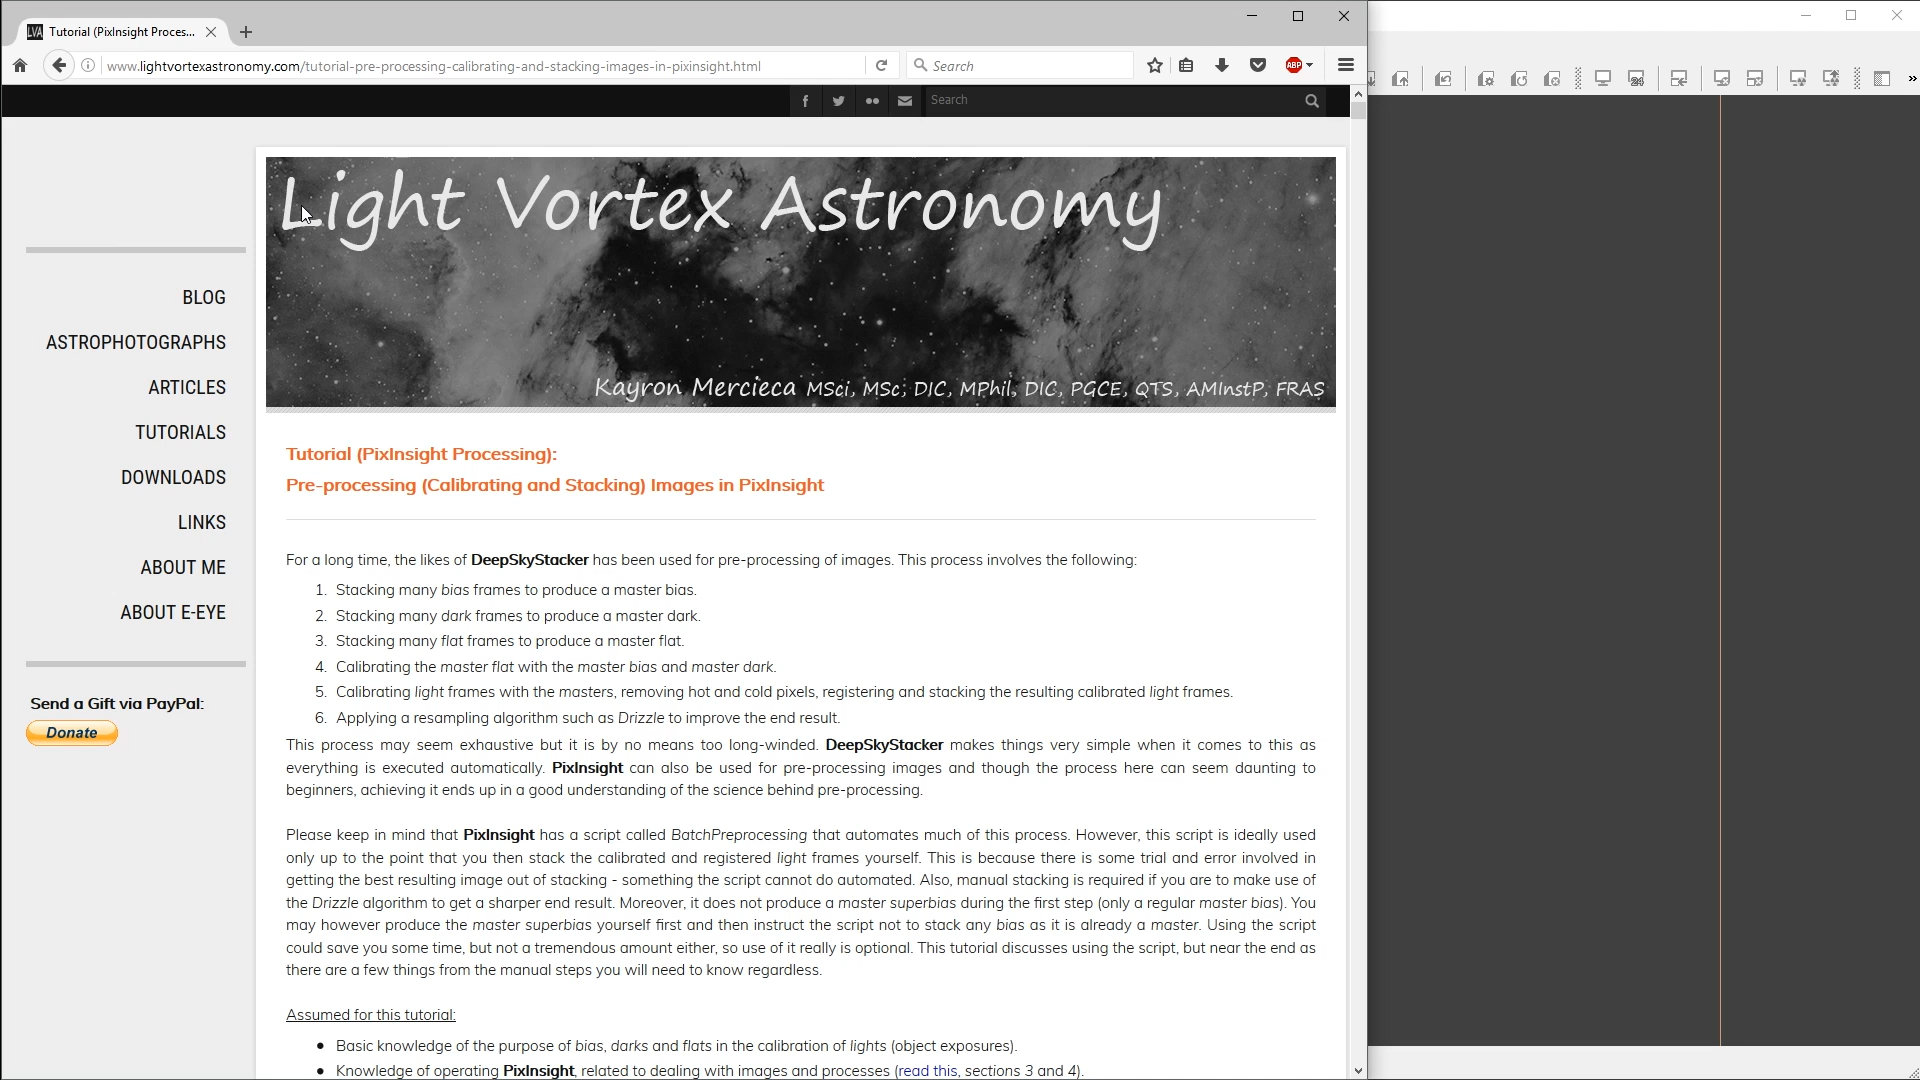 LVA Tutorial (PixInsight Proces...
www.lightvortexastronomy.com/tutorial-pre-processing-calibrating-and-stacking-images-in-pixinsight.html
Search
ABP
Search
Light Vortex Astronomy
Kayron Mercieca MSci, MSc, DIC, MPhil, DIC, PGCE, QTS, AMInstP, FRAS
BLOG
ASTROPHOTOGRAPHS
ARTICLES
TUTORIALS
DOWNLOADS
LINKS
ABOUT ME
ABOUT E-EYE
Send a Gift via PayPal:
Donate
Tutorial (PixInsight Processing):
Pre-processing (Calibrating and Stacking) Images in PixInsight
For a long time, the likes of DeepSkyStacker has been used for pre-processing of images. This process involves the following:
1. Stacking many bias frames to produce a master bias.
2. Stacking many dark frames to produce a master dark.
3. Stacking many flat frames to produce a master flat.
4. Calibrating the master flat with the master bias and master dark.
5. Calibrating light frames with the masters, removing hot and cold pixels, registering and stacking the resulting calibrated light frames.
6. Applying a resampling algorithm such as Drizzle to improve the end result.
This process may seem exhaustive but it is by no means too long-winded. DeepSkyStacker makes things very simple when it comes to this as
everything is executed automatically. PixInsight can also be used for pre-processing images and though the process here can seem daunting to
beginners, achieving it ends up in a good understanding of the science behind pre-processing.
Please keep in mind that PixInsight has a script called BatchPreprocessing that automates much of this process. However, this script is ideally used
only up to the point that you then stack the calibrated and registered light frames yourself. This is because there is some trial and error involved in
getting the best resulting image out of stacking - something the script cannot do automated. Also, manual stacking is required if you are to make use of
the Drizzle algorithm to get a sharper end result. Moreover, it does not produce a master superbias during the first step (only a regular master bias). You
may however produce the master superbias yourself first and then instruct the script not to stack any bias as it is already a master. Using the script
could save you some time, but not a tremendous amount either, so use of it really is optional. This tutorial discusses using the script, but near the end as
there are a few things from the manual steps you will need to know regardless.
Assumed for this tutorial:
• Basic knowledge of the purpose of bias, darks and flats in the calibration of lights (object exposures).
• Knowledge of operating PixInsight, related to dealing with images and processes (read this, sections 3 and 4).